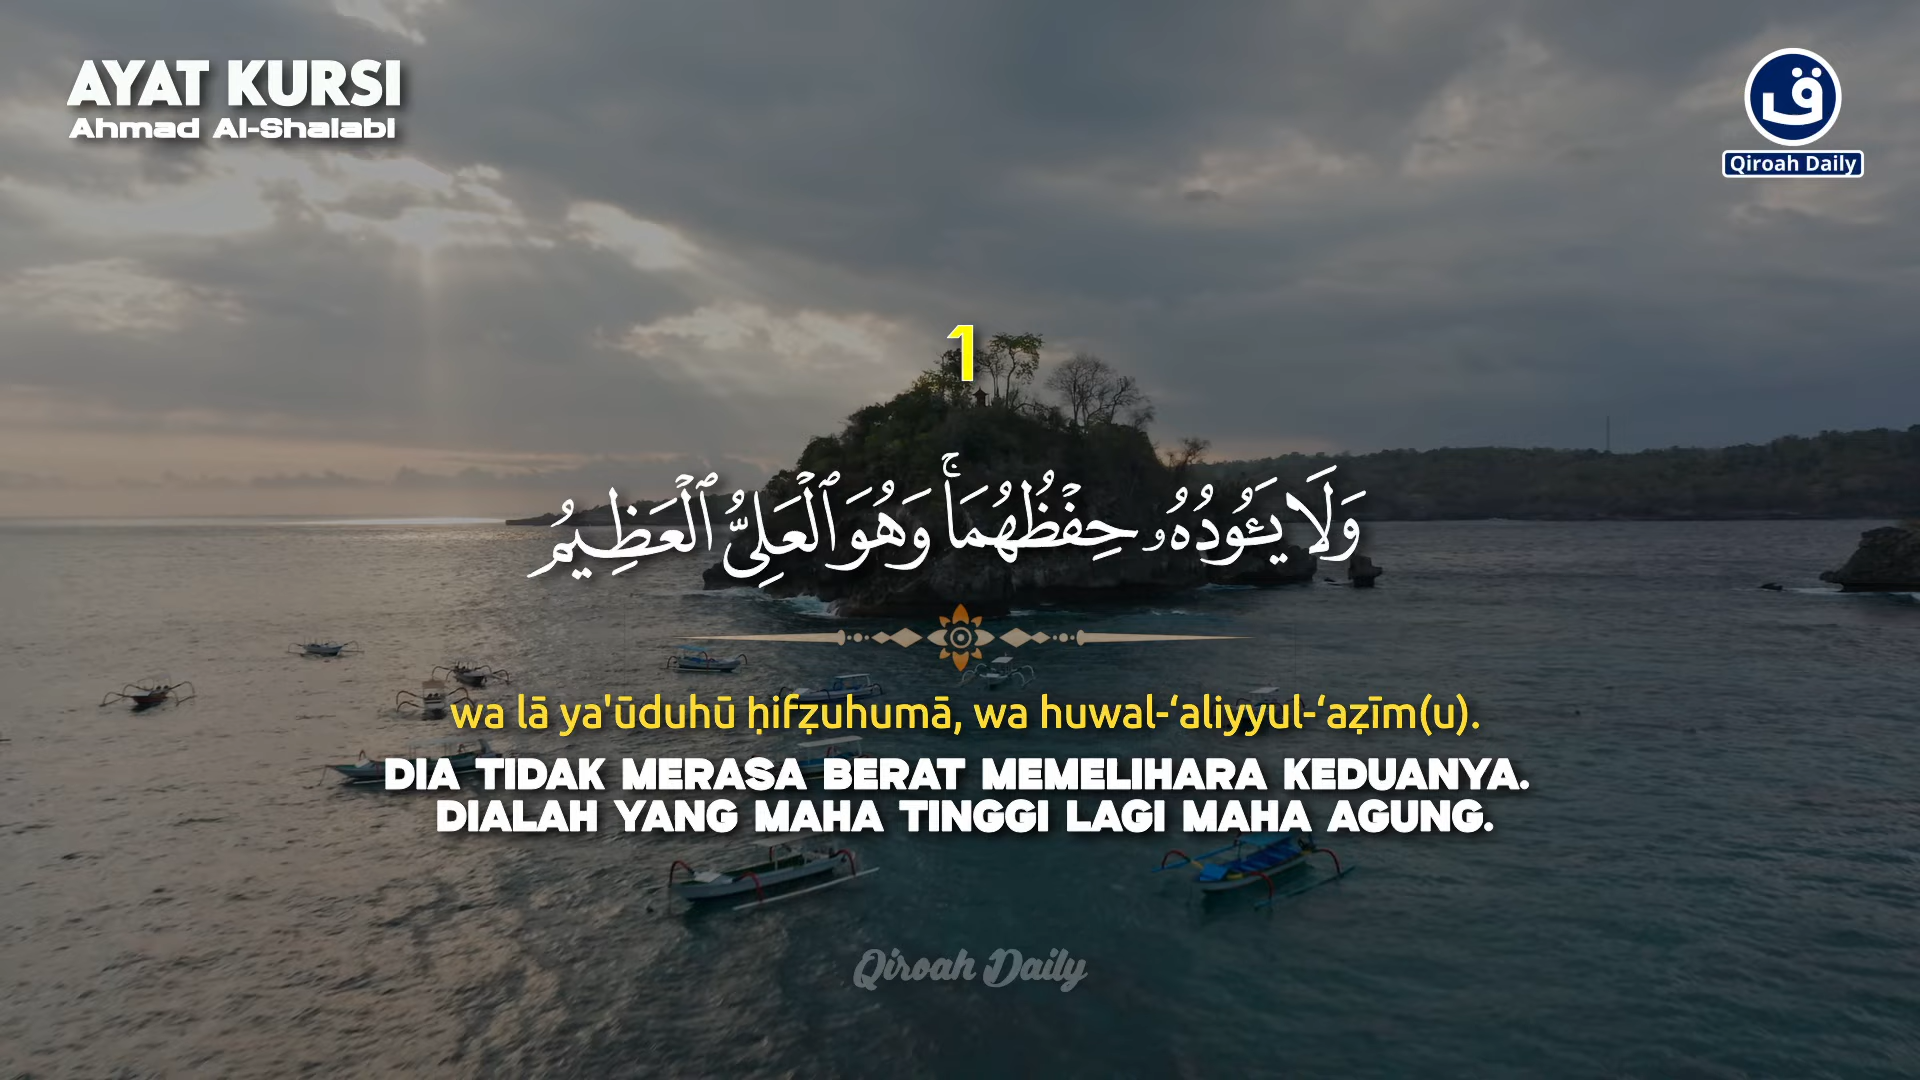 AYAT KURSI
Ahmad Al-Shalabi
ق
Qiroah Daily
1
وَلَا يَـُٔودُهُۥ حِفْظُهُمَاۚ وَهُوَ ٱلْعَلِىُّ ٱلْعَظِيمُ
wa lā ya'ūduhū ḥifẓuhumā, wa huwal-‘aliyyul-‘aẓīm(u).
DIA TIDAK MERASA BERAT MEMELIHARA KEDUANYA.
DIALAH YANG MAHA TINGGI LAGI MAHA AGUNG.
Qiroah Daily